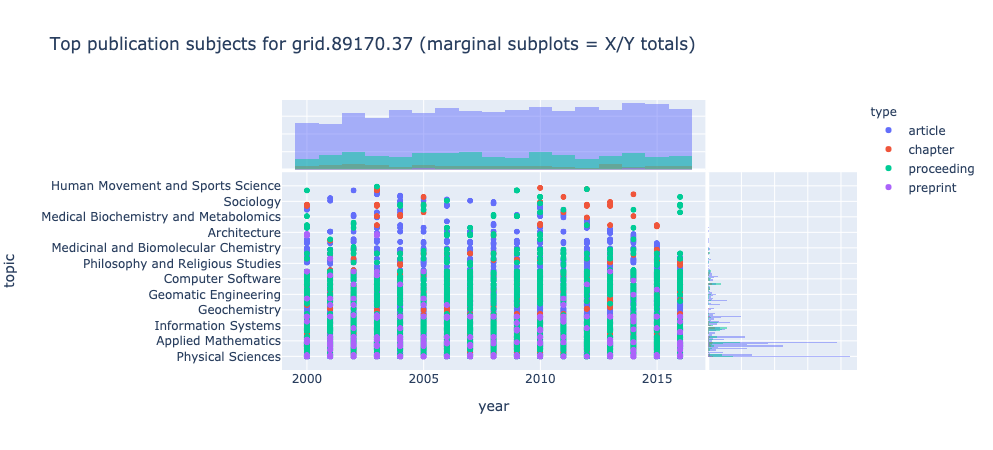 Top publication subjects for grid.89170.37 (marginal subplots = X/Y totals)
type
article
chapter
proceeding
preprint
topic
Human Movement and Sports Science
Sociology
Medical Biochemistry and Metabolomics
Architecture
Medicinal and Biomolecular Chemistry
Philosophy and Religious Studies
Computer Software
Geomatic Engineering
Geochemistry
Information Systems
Applied Mathematics
Physical Sciences
2000 2005 2010 2015
year